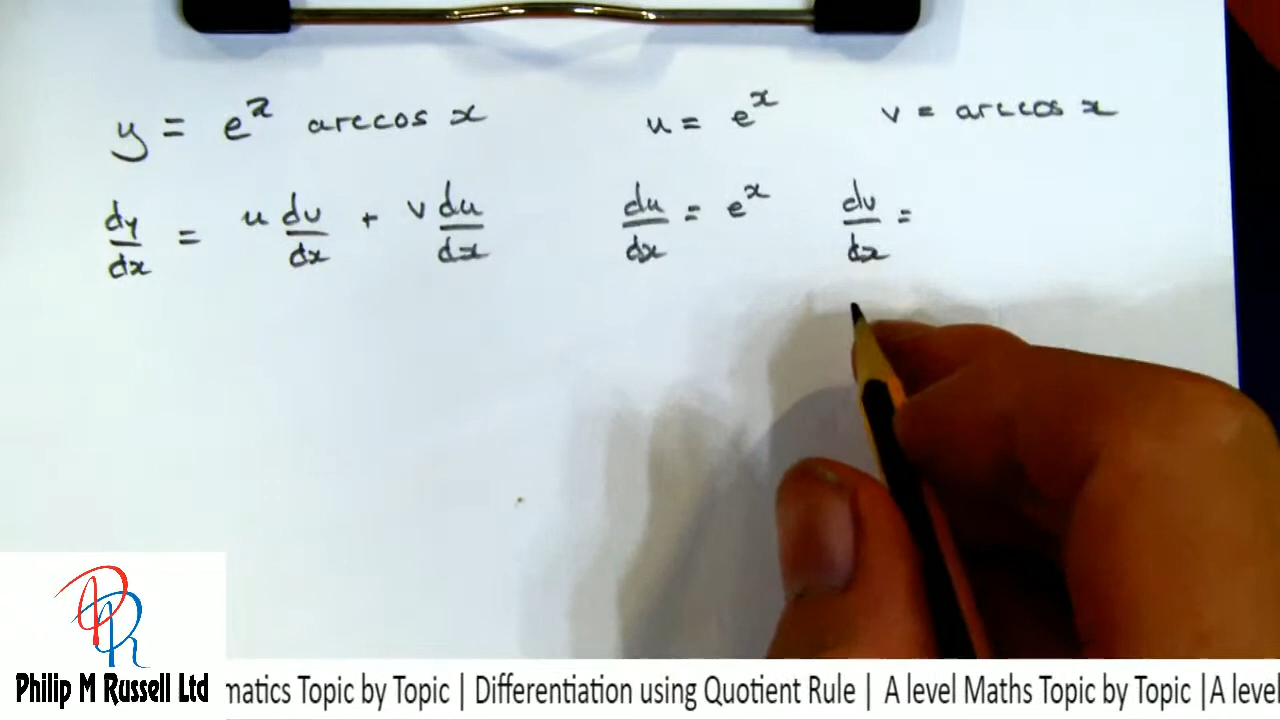 y = e^x arccos x u = e^x v = arccos x
dy/dx = u dv/dx + v du/dx du/dx = e^x dv/dx =
PR
Philip M Russell Ltd
matics Topic by Topic | Differentiation using Quotient Rule | A level Maths Topic by Topic |A level